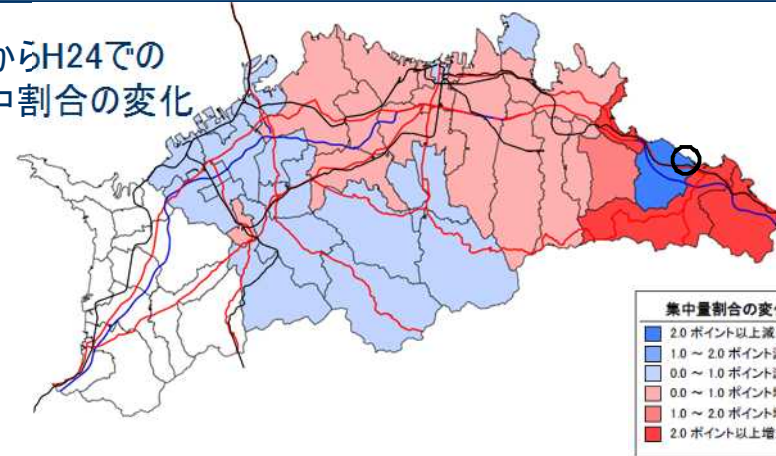 からH24での
中割合の変化
集中量割合の変
2.0 ポイント以上減
1.0 ～ 2.0 ポイント
0.0 ～ 1.0 ポイント
0.0 ～ 1.0 ポイント
1.0 ～ 2.0 ポイント
2.0 ポイント以上増